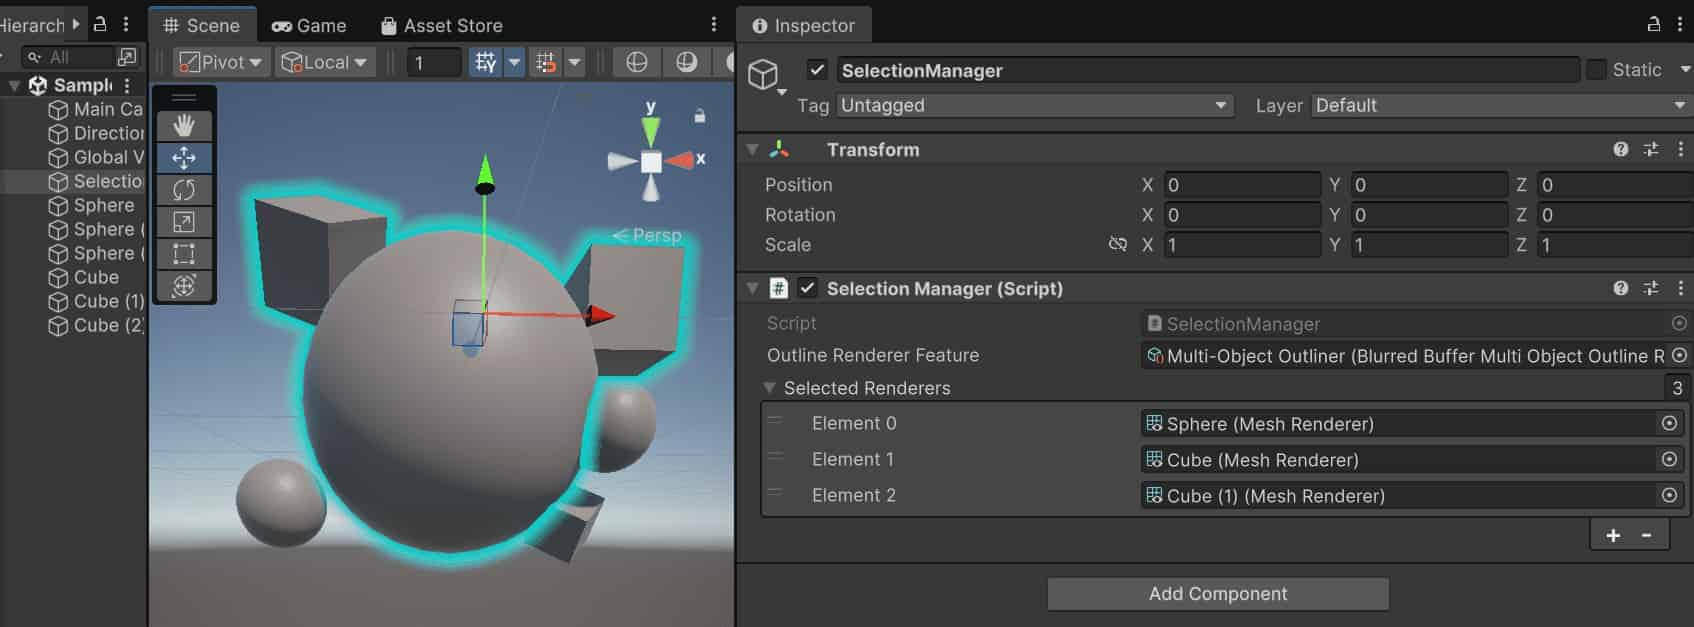 Hierarch
All
Sampl
Main Ca
Direction
Global V
Selectio
Sphere
Sphere (
Sphere (
Cube
Cube (1)
Cube (2)
Scene
Game
Asset Store
Pivot
Local
1
y
x
< Persp
Inspector
SelectionManager
Static
Tag
Untagged
Layer
Default
Transform
Position X 0 Y 0 Z 0
Rotation X 0 Y 0 Z 0
Scale X 1 Y 1 Z 1
# Selection Manager (Script)
Script SelectionManager
Outline Renderer Feature Multi-Object Outliner (Blurred Buffer Multi Object Outline R
Selected Renderers 3
Element 0 Sphere (Mesh Renderer)
Element 1 Cube (Mesh Renderer)
Element 2 Cube (1) (Mesh Renderer)
+ -
Add Component